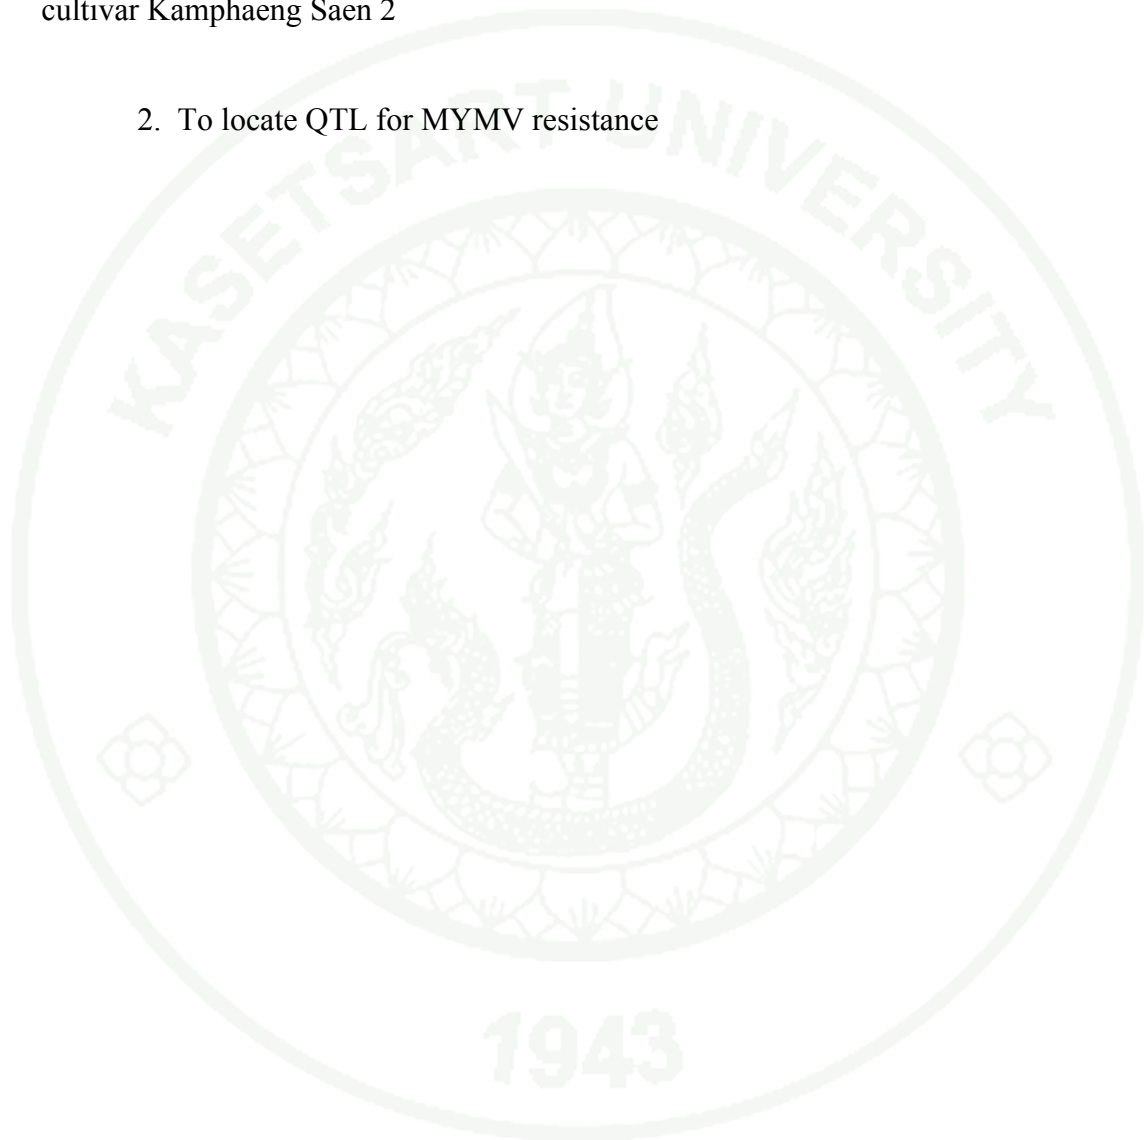 cultivar Kamphaeng Saen 2
2. To locate QTL for MYMV resistance
KASETSART UNIVERSITY
1943